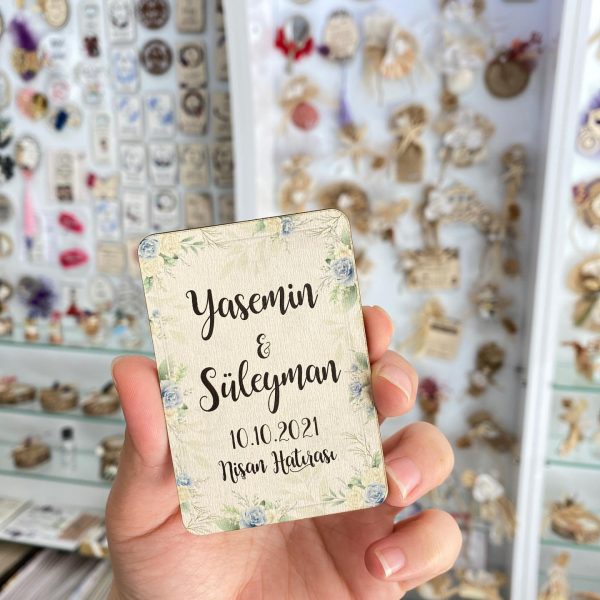 Yasemin
&
Süleyman
10.10.2021
Nişan Hatırası